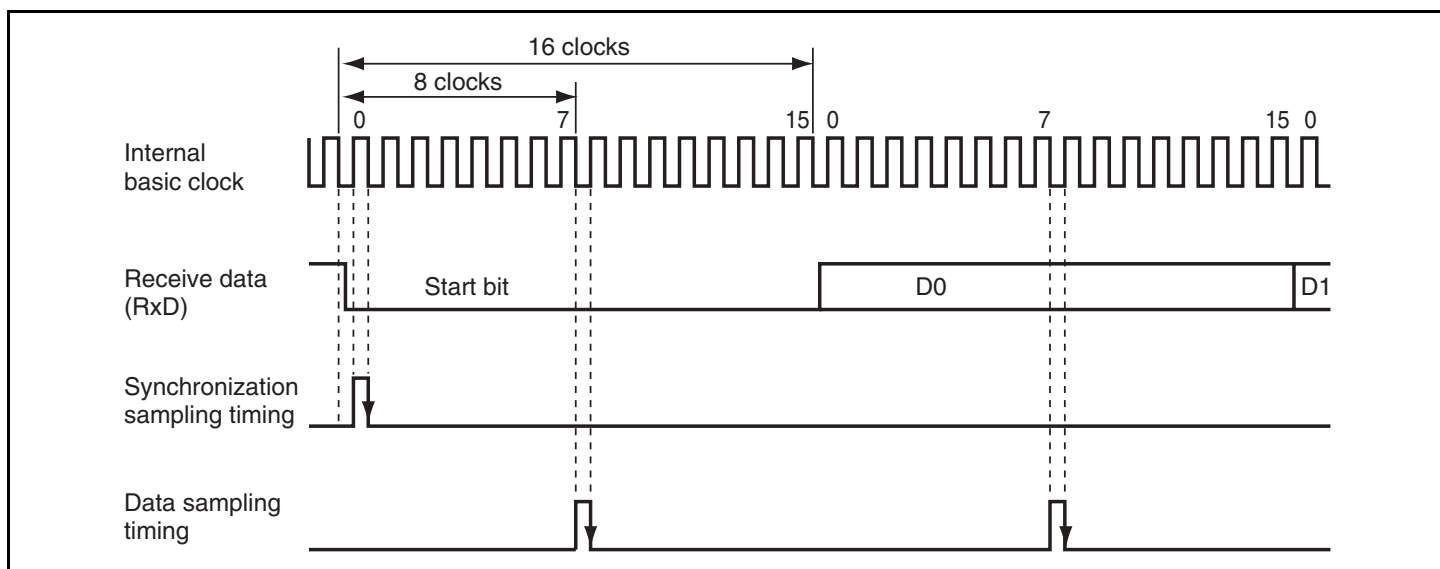 16 clocks
8 clocks
0 7 15 0 7 15 0
Internal
basic clock
Receive data
(RxD)
Start bit D0 D1
Synchronization
sampling timing
Data sampling
timing